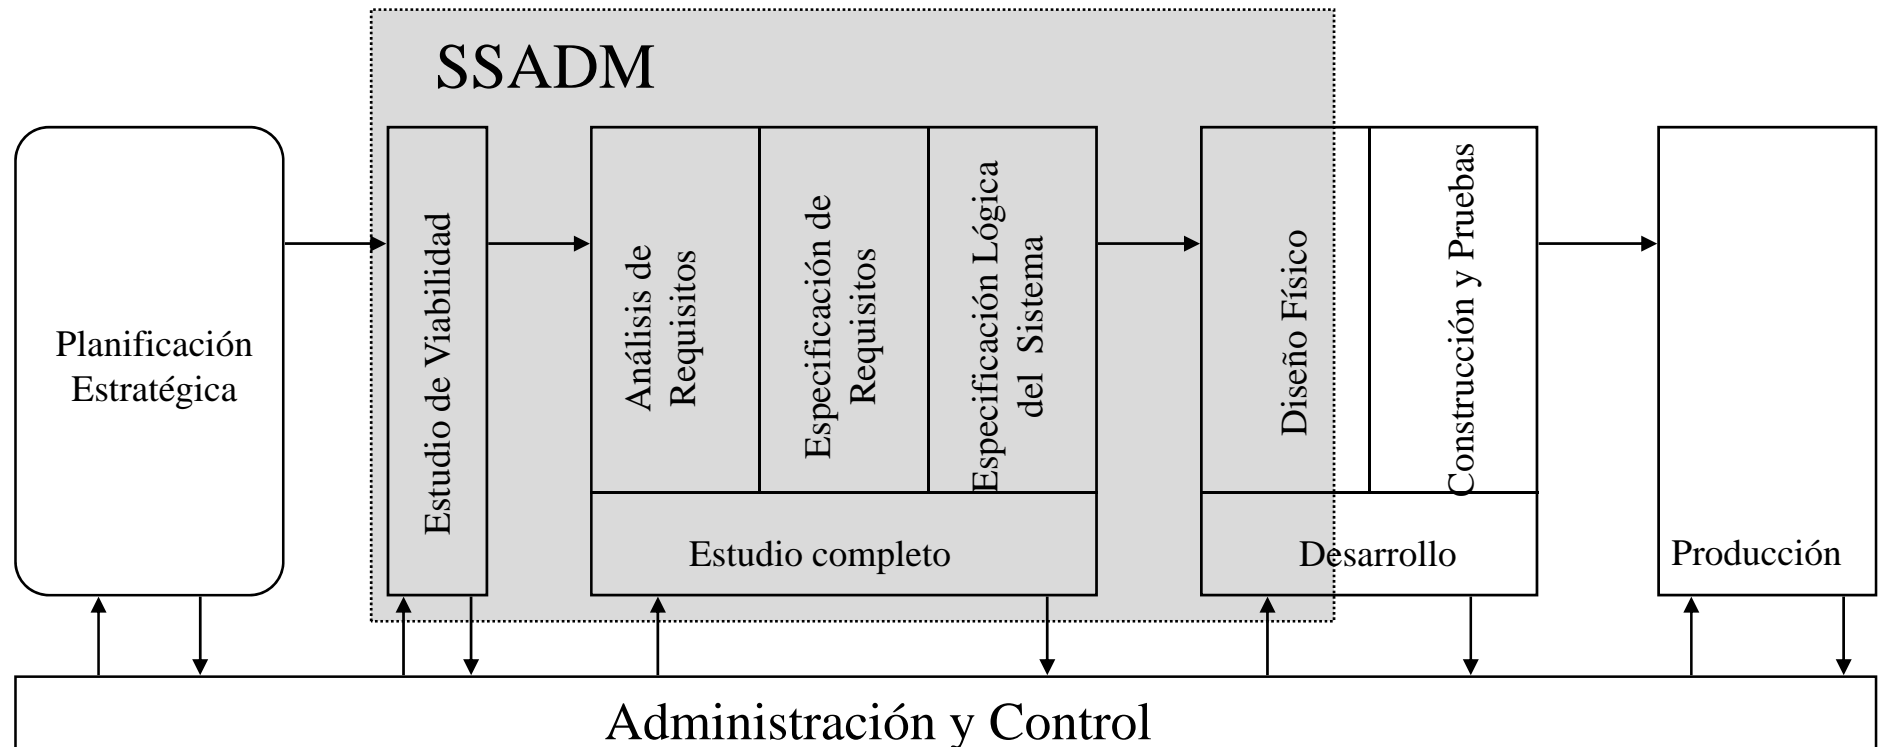 SSADM
Planificación
Estratégica
Estudio de Viabilidad
Análisis de
Requisitos
Especificación de
Requisitos
Especificación Lógica
del Sistema
Estudio completo
Diseño Físico
Construcción y Pruebas
Desarrollo
Producción
Administración y Control